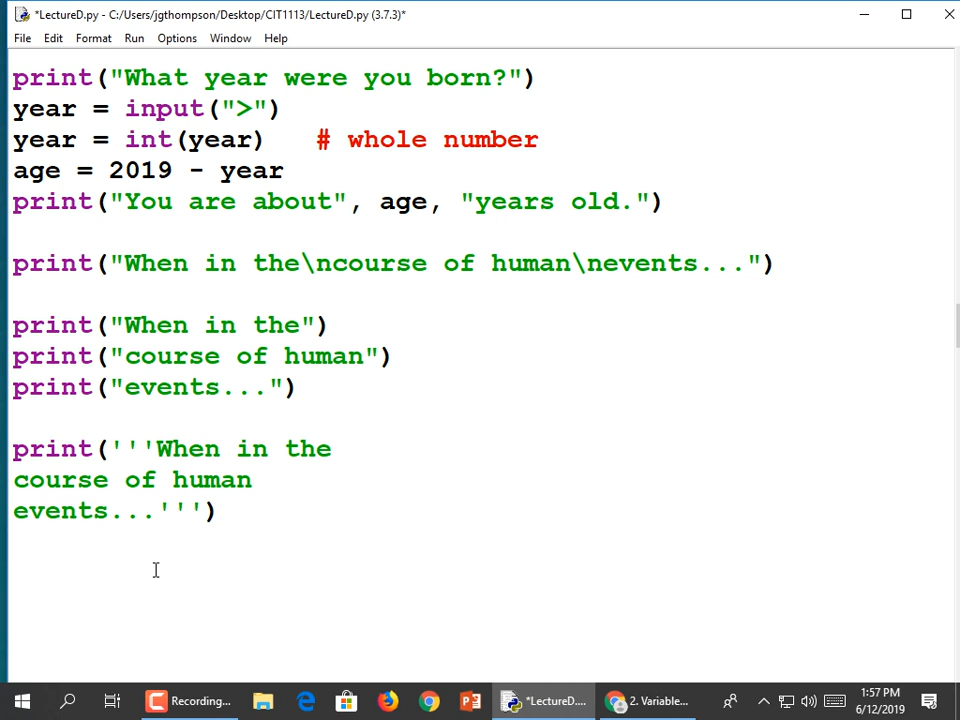 *LectureD.py - C:/Users/jgthompson/Desktop/CIT1113/LectureD.py (3.7.3)*
File Edit Format Run Options Window Help
print("What year were you born?")
year = input(">")
year = int(year)   # whole number
age = 2019 - year
print("You are about", age, "years old.")
print("When in the\ncourse of human\nevents...")
print("When in the")
print("course of human")
print("events...")
print('''When in the
course of human
events...''')
Recording...
*LectureD....
2. Variable...
1:57 PM
6/12/2019